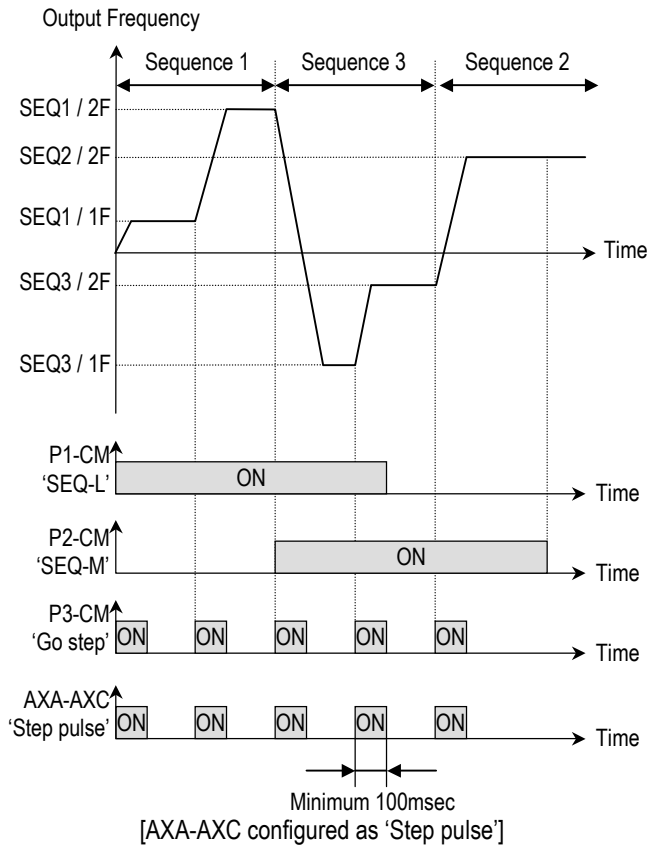 Output Frequency
Sequence 1
Sequence 3
Sequence 2
SEQ1 / 2F
SEQ2 / 2F
SEQ1 / 1F
Time
SEQ3 / 2F
SEQ3 / 1F
P1-CM
'SEQ-L'
ON
Time
P2-CM
'SEQ-M'
ON
Time
P3-CM
'Go step'
ON
ON
ON
ON
ON
Time
AXA-AXC
'Step pulse'
ON
ON
ON
ON
ON
Time
Minimum 100msec
[AXA-AXC configured as 'Step pulse']